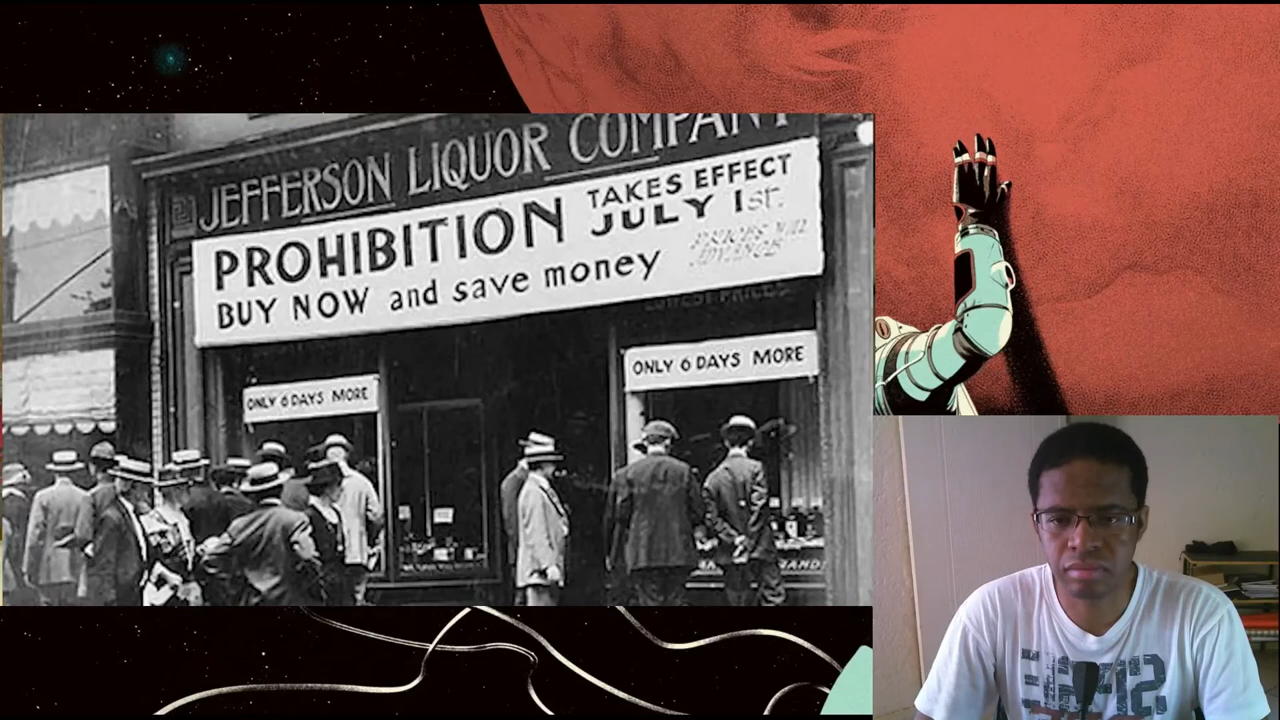 JEFFERSON LIQUOR COMPANY
PROHIBITION TAKES EFFECT
JULY 1ST.
BUY NOW and save money
ADVANCE
ONLY 6 DAYS MORE
ONLY 6 DAYS MORE